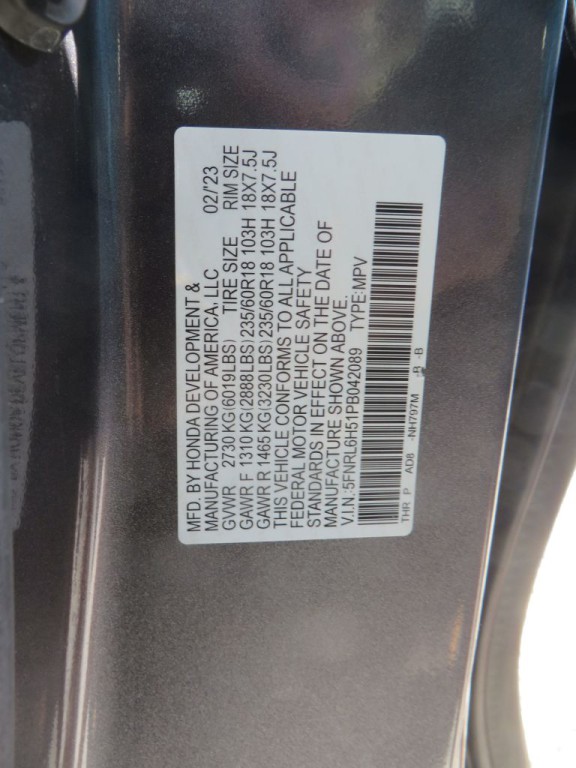 MFD. BY HONDA DEVELOPMENT &
MANUFACTURING OF AMERICA, LLC 02/'23
GVWR 2730 KG(6019LBS) TIRE SIZE RIM SIZE
GAWR F 1310 KG(2888LBS)235/60R18 103H 18X7.5J
GAWR R 1465 KG(3230LBS)235/60R18 103H 18X7.5J
THIS VEHICLE CONFORMS TO ALL APPLICABLE
FEDERAL MOTOR VEHICLE SAFETY
STANDARDS IN EFFECT ON THE DATE OF
MANUFACTURE SHOWN ABOVE.
V.I.N.:5FNRL6H51PB042089 TYPE:MPV
THR P AD8 -NH797M -B -B